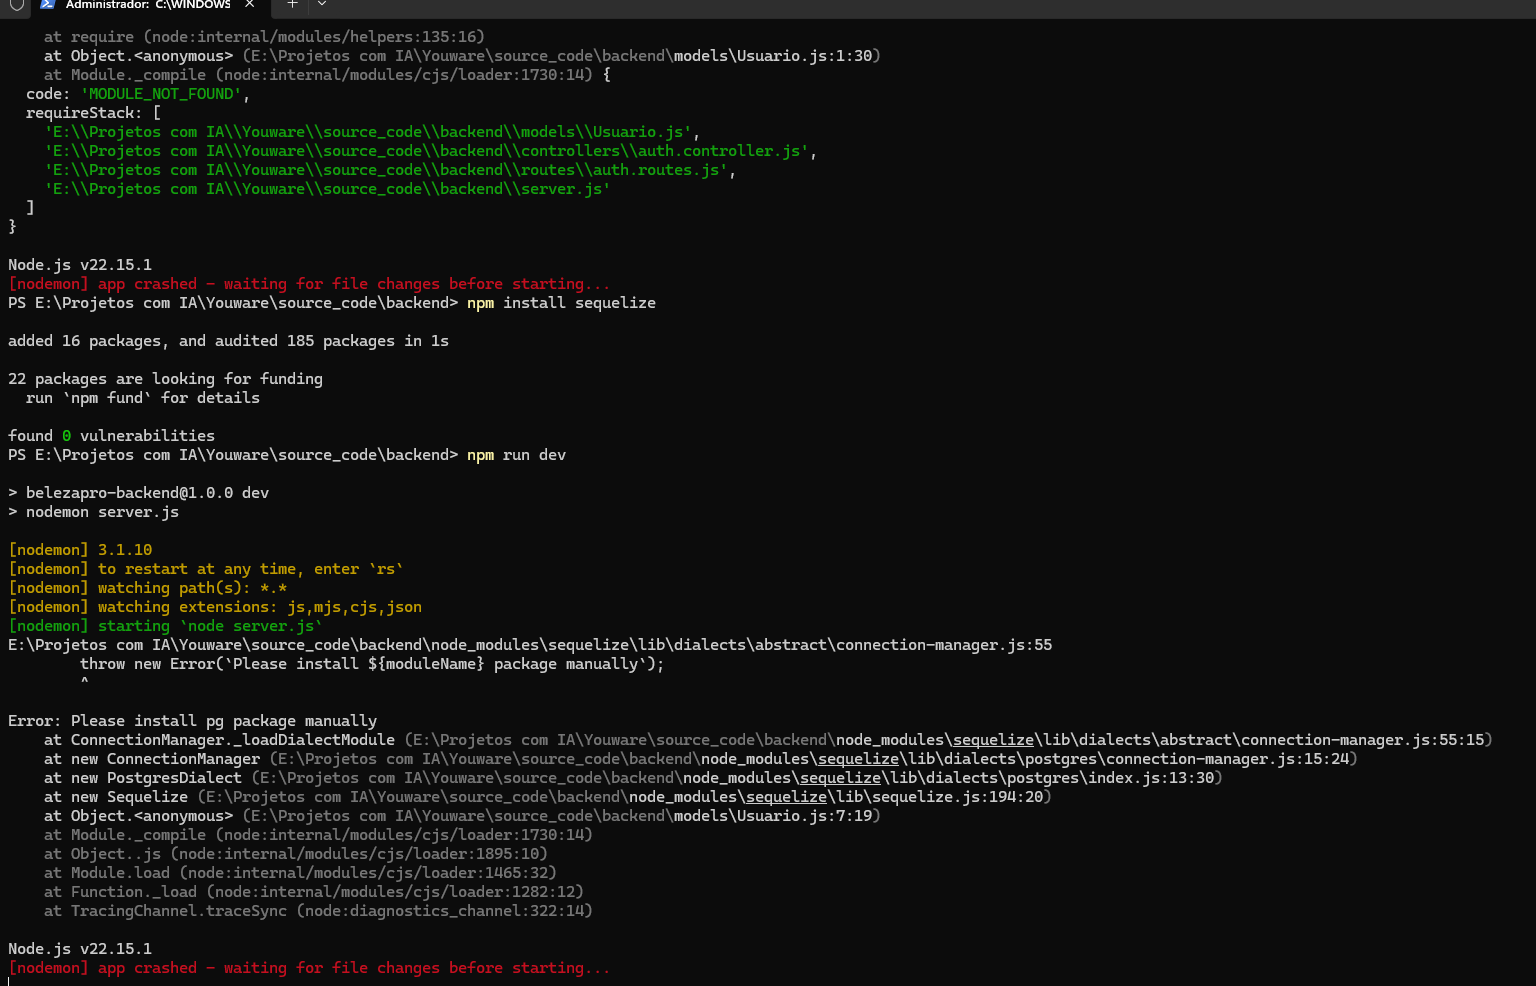 Administrador: C:\WINDOWS
at require (node:internal/modules/helpers:135:16)
at Object.<anonymous> (E:\Projetos com IA\Youware\source_code\backend\models\Usuario.js:1:30)
at Module._compile (node:internal/modules/cjs/loader:1730:14) {
code: 'MODULE_NOT_FOUND',
requireStack: [
'E:\\Projetos com IA\\Youware\\source_code\\backend\\models\\Usuario.js',
'E:\\Projetos com IA\\Youware\\source_code\\backend\\controllers\\auth.controller.js',
'E:\\Projetos com IA\\Youware\\source_code\\backend\\routes\\auth.routes.js',
'E:\\Projetos com IA\\Youware\\source_code\\backend\\server.js'
]
}
Node.js v22.15.1
[nodemon] app crashed - waiting for file changes before starting...
PS E:\Projetos com IA\Youware\source_code\backend> npm install sequelize
added 16 packages, and audited 185 packages in 1s
22 packages are looking for funding
run `npm fund` for details
found 0 vulnerabilities
PS E:\Projetos com IA\Youware\source_code\backend> npm run dev
> belezapro-backend@1.0.0 dev
> nodemon server.js
[nodemon] 3.1.10
[nodemon] to restart at any time, enter `rs`
[nodemon] watching path(s): *.*
[nodemon] watching extensions: js,mjs,cjs,json
[nodemon] starting `node server.js`
E:\Projetos com IA\Youware\source_code\backend\node_modules\sequelize\lib\dialects\abstract\connection-manager.js:55
throw new Error(`Please install ${moduleName} package manually`);
^
Error: Please install pg package manually
at ConnectionManager._loadDialectModule (E:\Projetos com IA\Youware\source_code\backend\node_modules\sequelize\lib\dialects\abstract\connection-manager.js:55:15)
at new ConnectionManager (E:\Projetos com IA\Youware\source_code\backend\node_modules\sequelize\lib\dialects\postgres\connection-manager.js:15:24)
at new PostgresDialect (E:\Projetos com IA\Youware\source_code\backend\node_modules\sequelize\lib\dialects\postgres\index.js:13:30)
at new Sequelize (E:\Projetos com IA\Youware\source_code\backend\node_modules\sequelize\lib\sequelize.js:194:20)
at Object.<anonymous> (E:\Projetos com IA\Youware\source_code\backend\models\Usuario.js:7:19)
at Module._compile (node:internal/modules/cjs/loader:1730:14)
at Object..js (node:internal/modules/cjs/loader:1895:10)
at Module.load (node:internal/modules/cjs/loader:1465:32)
at Function._load (node:internal/modules/cjs/loader:1282:12)
at TracingChannel.traceSync (node:diagnostics_channel:322:14)
Node.js v22.15.1
[nodemon] app crashed - waiting for file changes before starting...